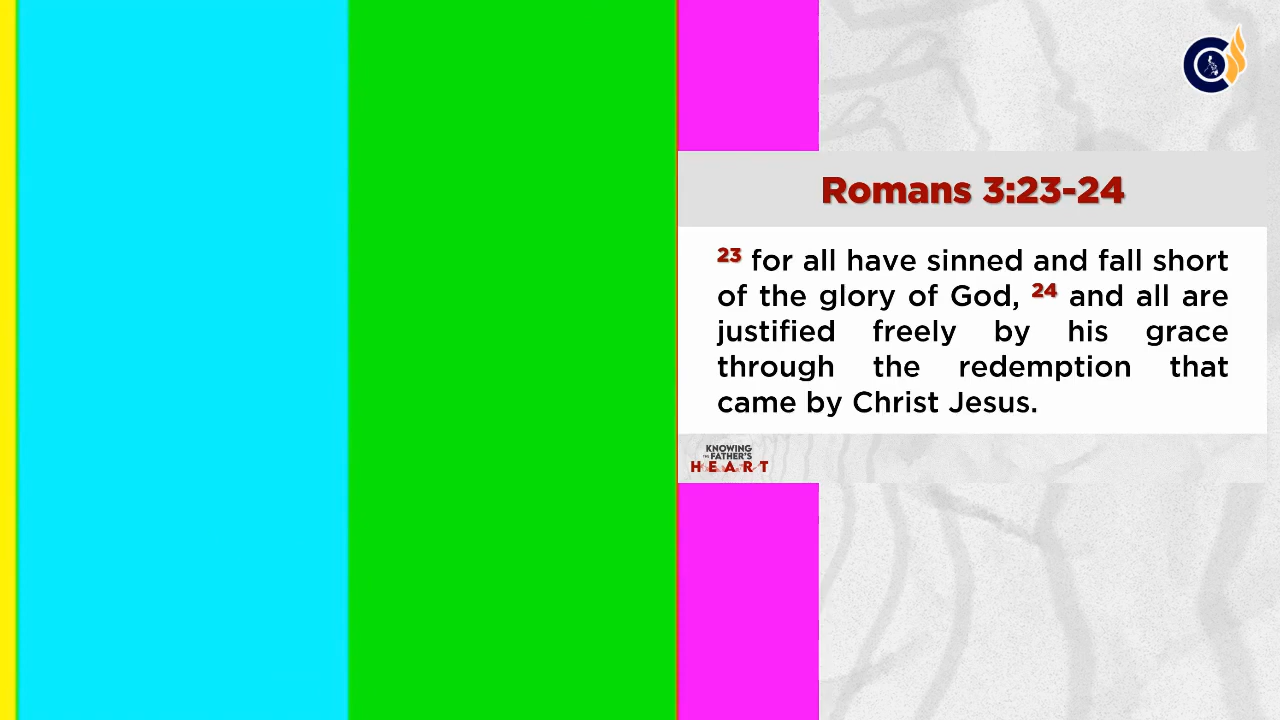 Romans 3:23-24
23 for all have sinned and fall short
of the glory of God, 24 and all are
justified freely by his grace
through the redemption that
came by Christ Jesus.
KNOWING
THE FATHER'S
HEART